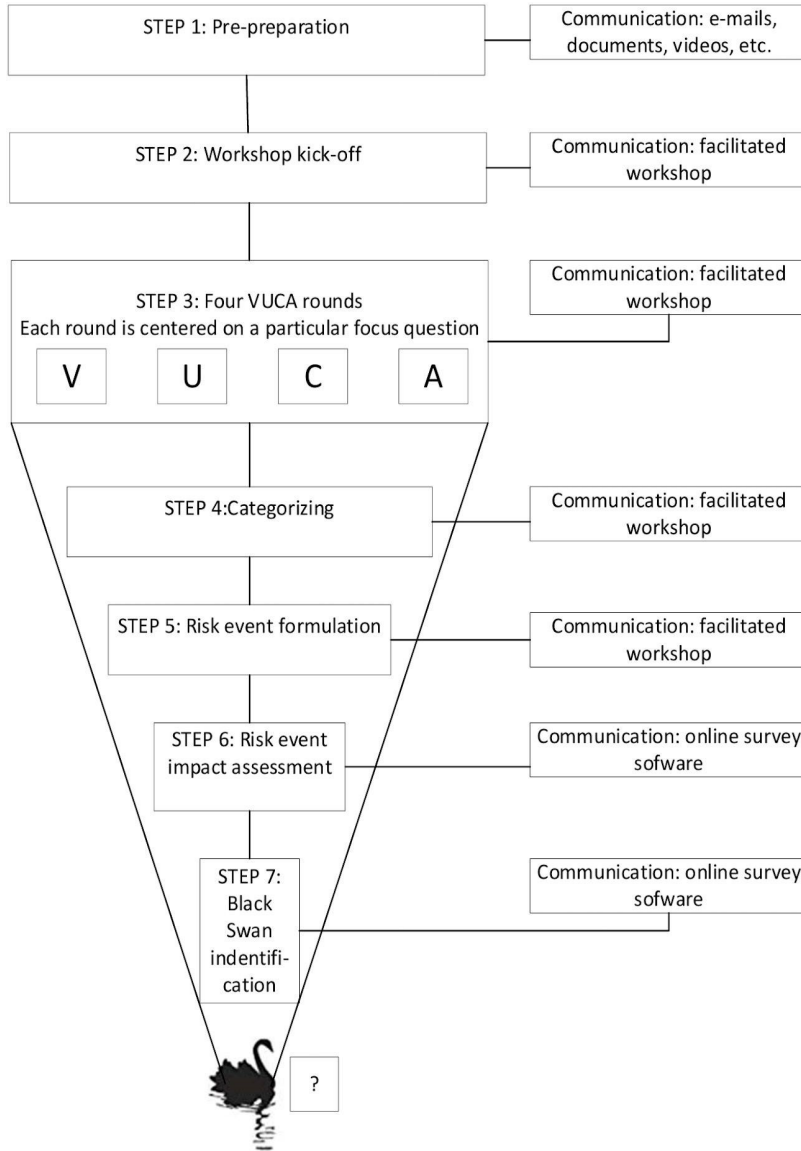 STEP 1: Pre-preparation
Communication: e-mails,
documents, videos, etc.
STEP 2: Workshop kick-off
Communication: facilitated
workshop
STEP 3: Four VUCA rounds
Each round is centered on a particular focus question
V U C A
Communication: facilitated
workshop
STEP 4:Categorizing
Communication: facilitated
workshop
STEP 5: Risk event formulation
Communication: facilitated
workshop
STEP 6: Risk event
impact assessment
Communication: online survey
sofware
STEP 7:
Black
Swan
indentifi-
cation
Communication: online survey
sofware
?